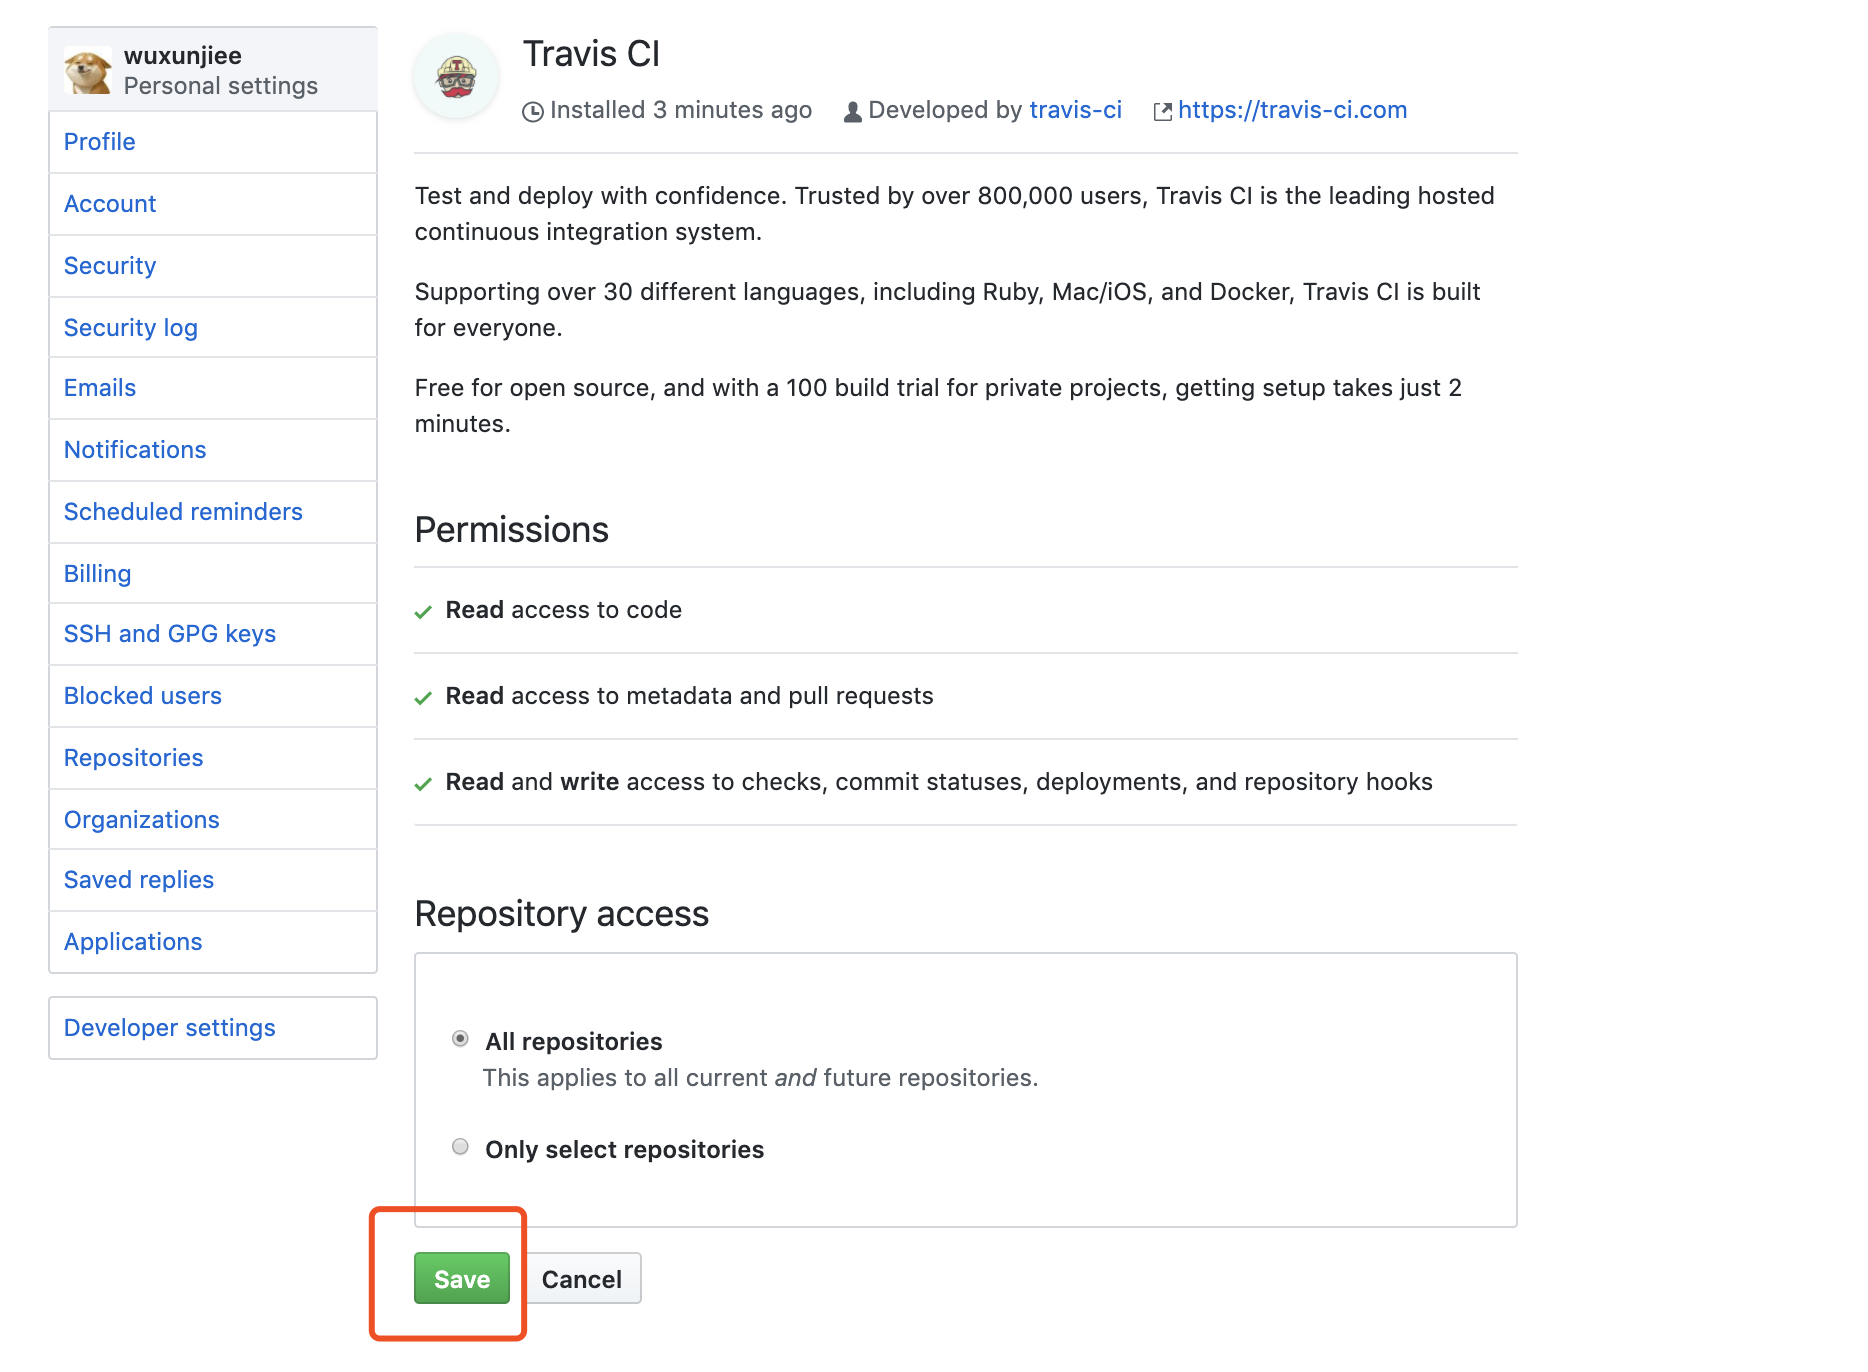 wuxunjiee
Personal settings
Profile
Account
Security
Security log
Emails
Notifications
Scheduled reminders
Billing
SSH and GPG keys
Blocked users
Repositories
Organizations
Saved replies
Applications
Developer settings
Travis CI
Installed 3 minutes ago Developed by travis-ci https://travis-ci.com
Test and deploy with confidence. Trusted by over 800,000 users, Travis CI is the leading hosted
continuous integration system.
Supporting over 30 different languages, including Ruby, Mac/iOS, and Docker, Travis CI is built
for everyone.
Free for open source, and with a 100 build trial for private projects, getting setup takes just 2
minutes.
Permissions
Read access to code
Read access to metadata and pull requests
Read and write access to checks, commit statuses, deployments, and repository hooks
Repository access
All repositories
This applies to all current and future repositories.
Only select repositories
Save Cancel